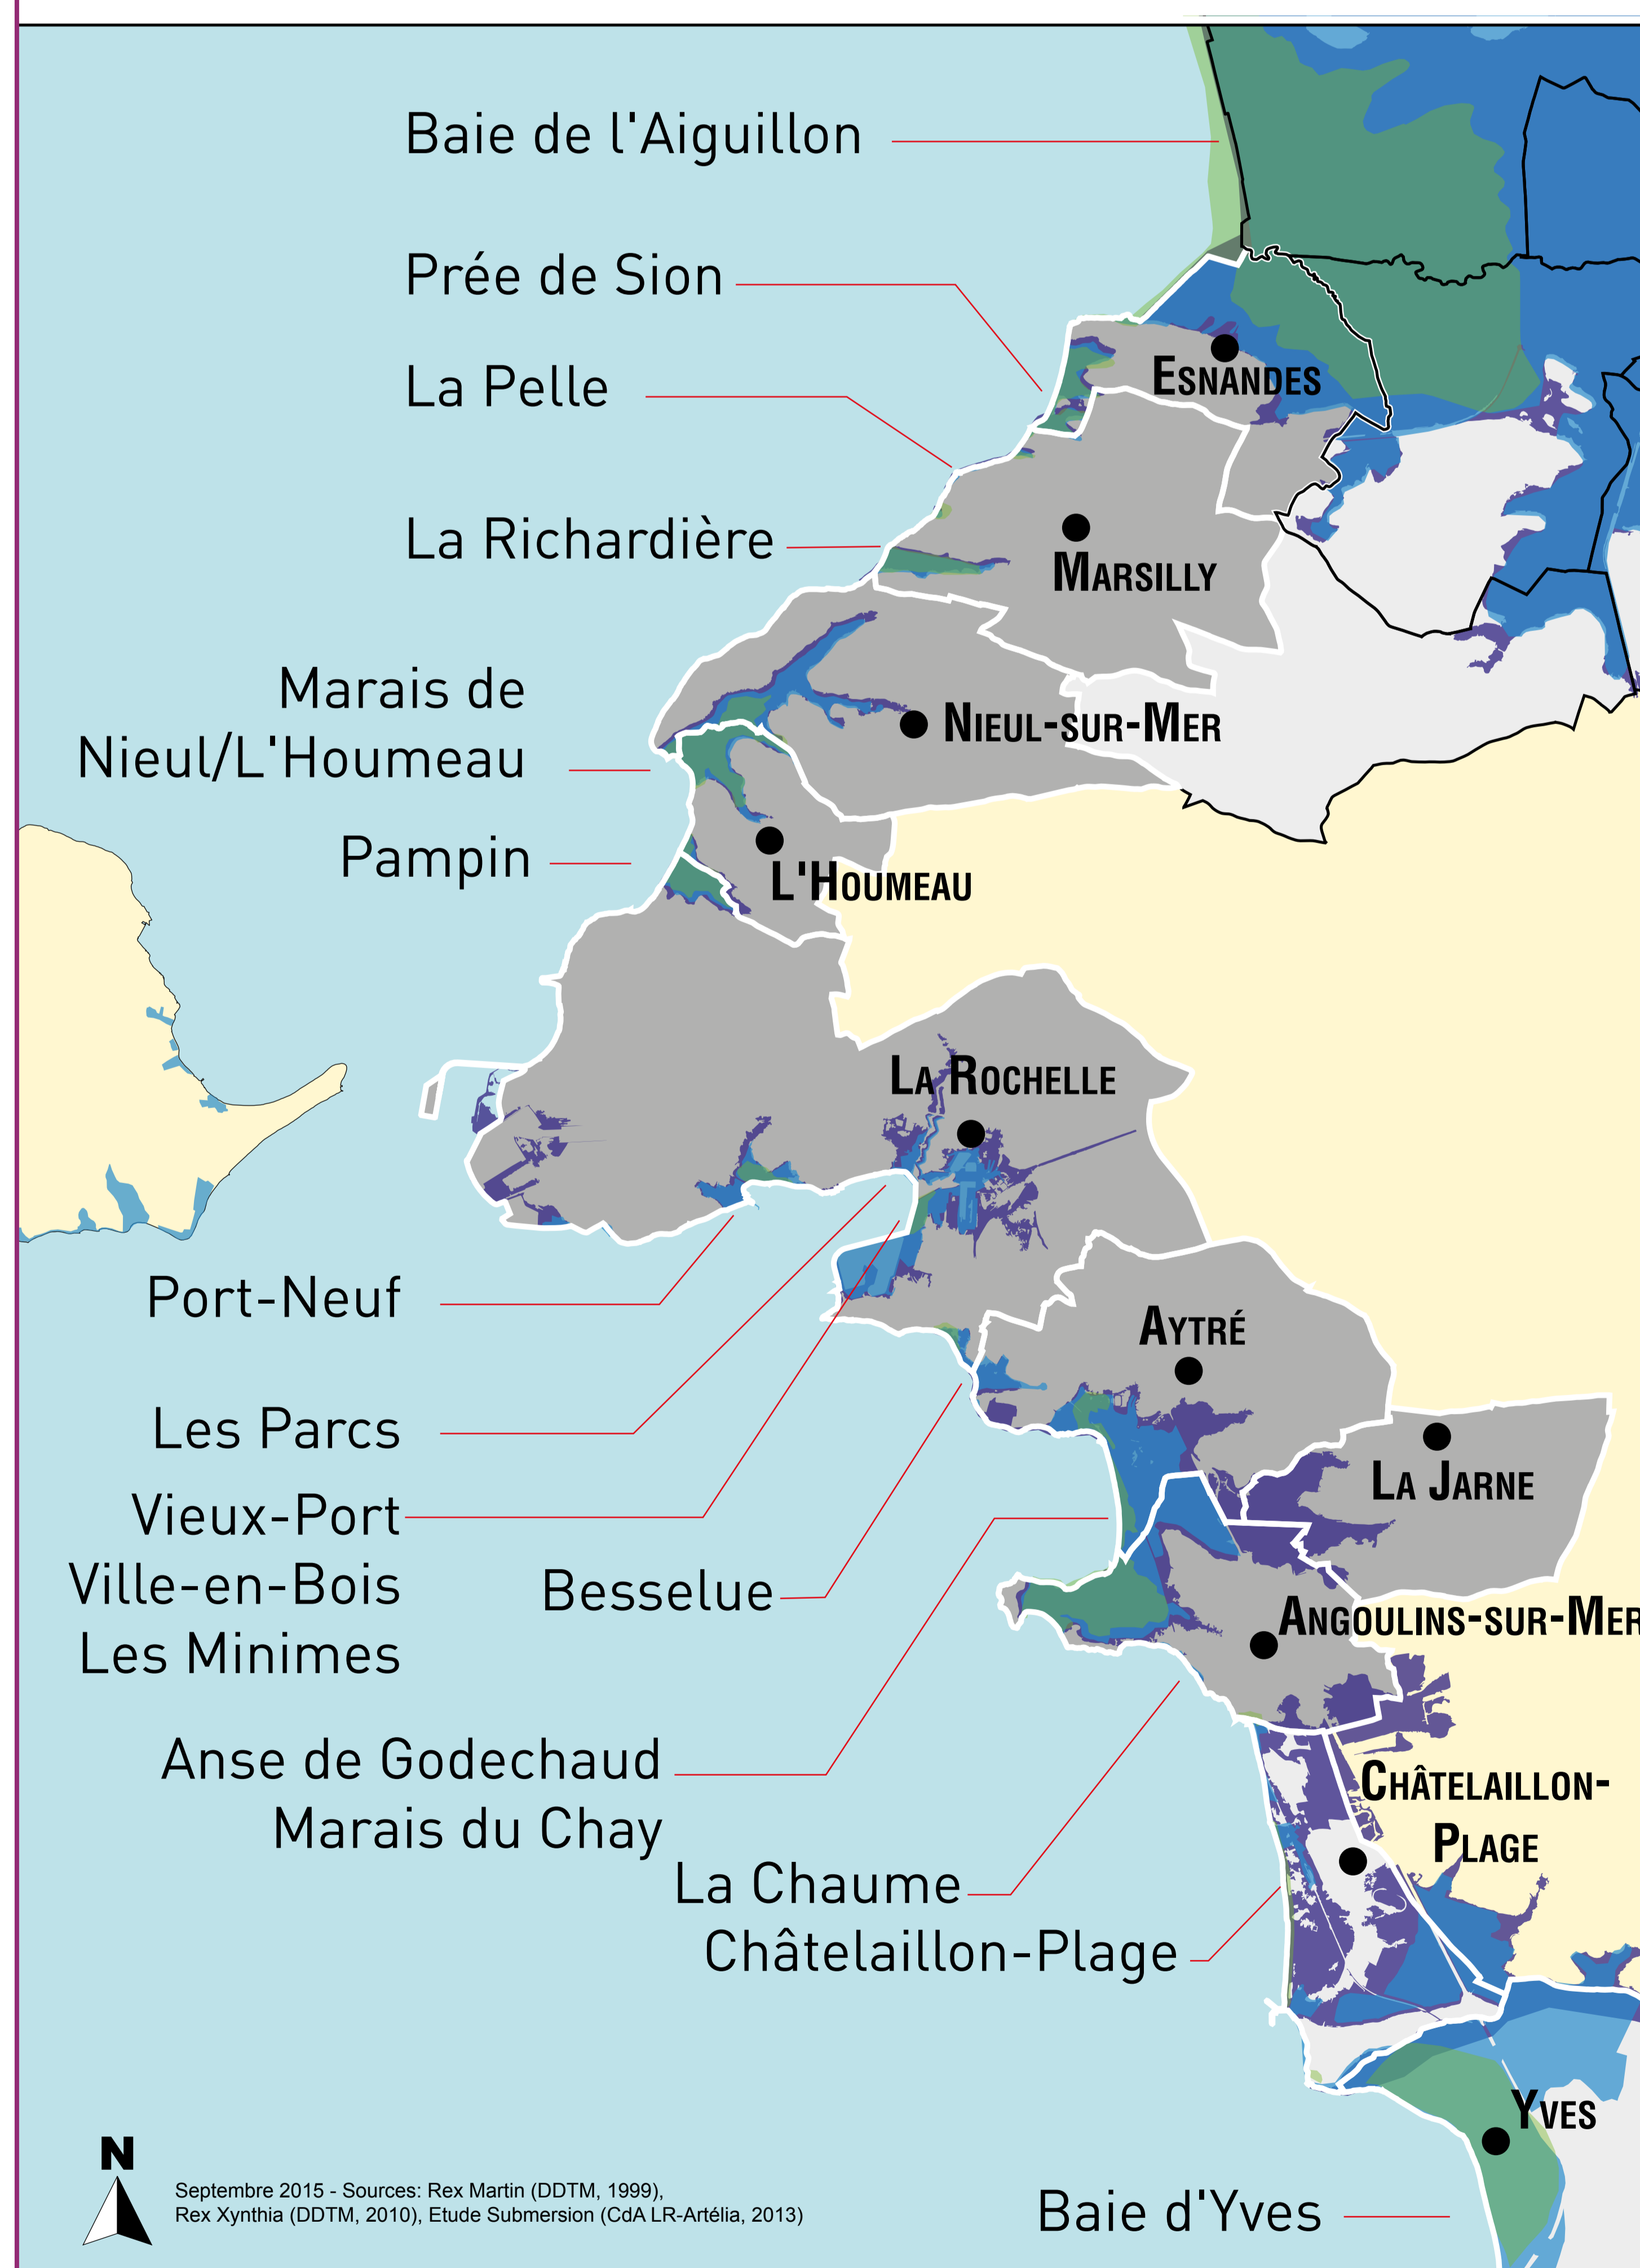 Baie de l'Aiguillon
Prée de Sion
ESNANDES
La Pelle
La Richardière
MARSILLY
Marais de
Nieul/L'Houmeau
NIEUL-SUR-MER
Pampin
L'HOUMEAU
LA ROCHELLE
Port-Neuf
AYTRÉ
Les Parcs
LA JARNE
Vieux-Port
Ville-en-Bois
Les Minimes
Besselue
ANGOULINS-SUR-MER
Anse de Godechaud
Marais du Chay
CHÂTELAILLON-
PLAGE
La Chaume
Châtelaillon-Plage
YVES
Baie d'Yves
N
Septembre 2015 - Sources: Rex Martin (DDTM, 1999),
Rex Xynthia (DDTM, 2010), Etude Submersion (CdA LR-Artélia, 2013)